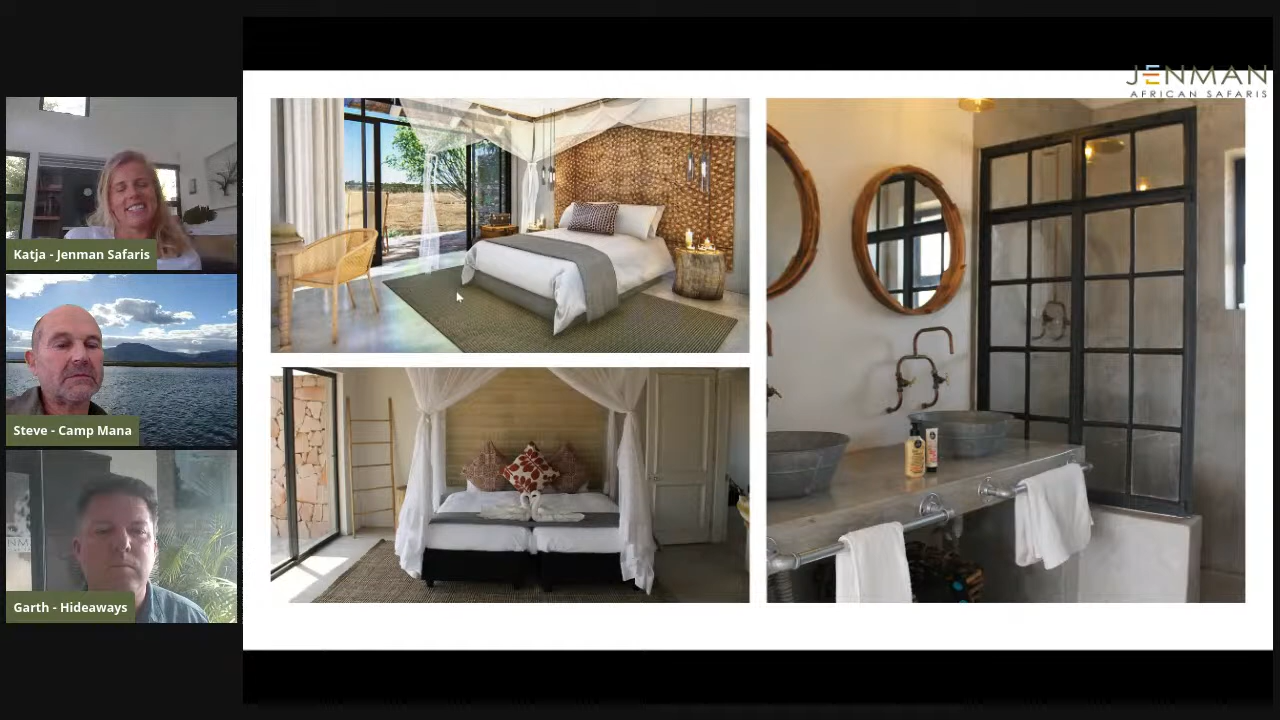 JENMAN
AFRICAN SAFARIS
Katja - Jenman Safaris
Steve - Camp Mana
Garth - Hideaways